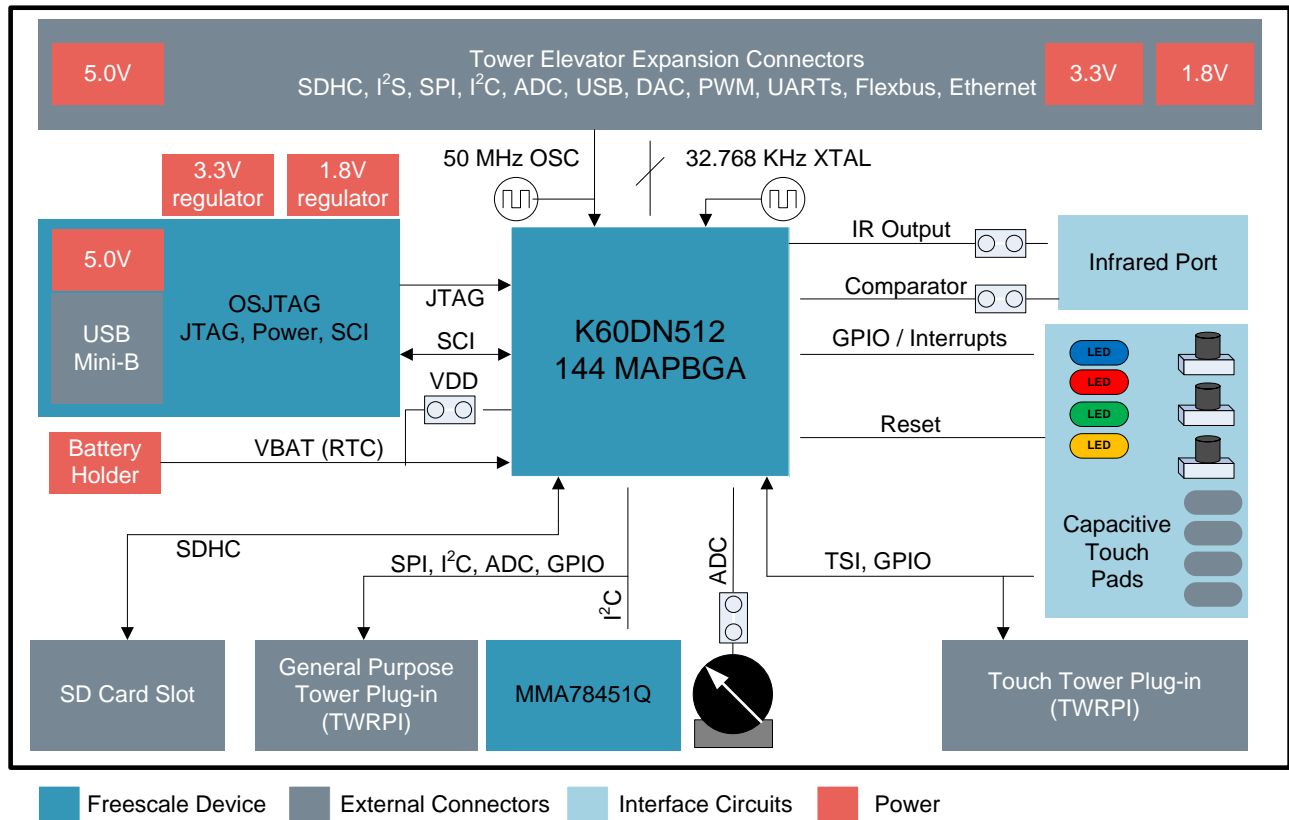 5.0V
Tower Elevator Expansion Connectors
SDHC, I²S, SPI, I²C, ADC, USB, DAC, PWM, UARTs, Flexbus, Ethernet
3.3V
1.8V
50 MHz OSC
32.768 KHz XTAL
3.3V
regulator
1.8V
regulator
5.0V
USB
Mini-B
OSJTAG
JTAG, Power, SCI
JTAG
SCI
VDD
K60DN512
144 MAPBGA
IR Output
Comparator
Infrared Port
GPIO / Interrupts
Reset
LED
LED
LED
LED
Capacitive
Touch
Pads
Battery
Holder
VBAT (RTC)
SDHC
SPI, I²C, ADC, GPIO
I²C
ADC
TSI, GPIO
SD Card Slot
General Purpose
Tower Plug-in
(TWRPI)
MMA78451Q
Touch Tower Plug-in
(TWRPI)
Freescale Device
External Connectors
Interface Circuits
Power